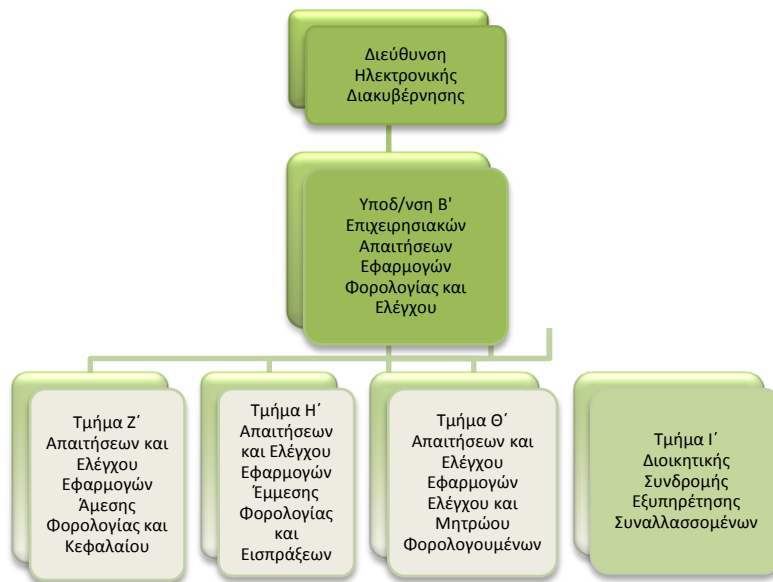 Διεύθυνση
Ηλεκτρονικής
Διακυβέρνησης
Υποδ/νση Β'
Επιχειρησιακών
Απαιτήσεων
Εφαρμογών
Φορολογίας και
Ελέγχου
Τμήμα Ζ΄
Απαιτήσεων και
Ελέγχου
Εφαρμογών
Άμεσης
Φορολογίας και
Κεφαλαίου
Τμήμα Η΄
Απαιτήσεων
και Ελέγχου
Εφαρμογών
Έμμεσης
Φορολογίας
και
Εισπράξεων
Τμήμα Θ΄
Απαιτήσεων και
Ελέγχου
Εφαρμογών
Ελέγχου και
Μητρώου
Φορολογουμένων
Τμήμα Ι΄
Διοικητικής
Συνδρομής
Εξυπηρέτησης
Συναλλασσομένων